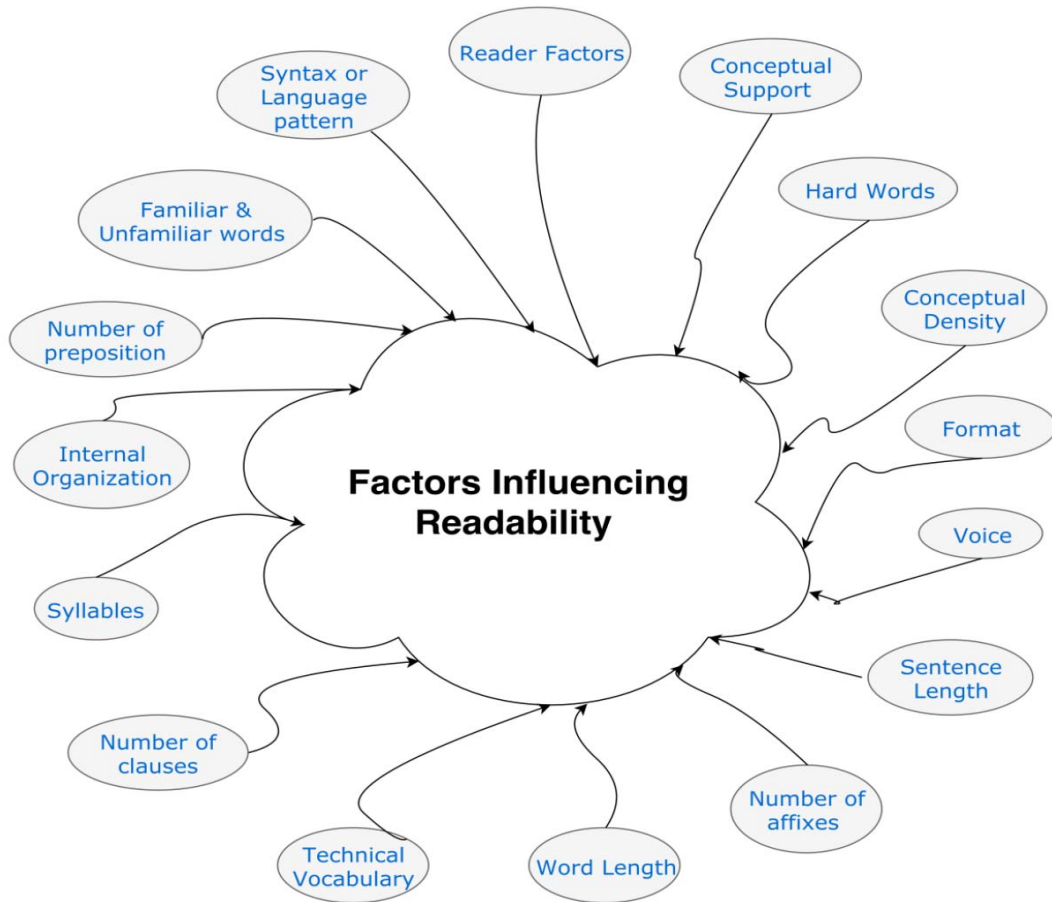 Reader Factors
Conceptual
Support
Syntax or
Language
pattern
Hard Words
Familiar &
Unfamiliar words
Conceptual
Density
Number of
preposition
Format
Internal
Organization
Factors Influencing
Readability
Voice
Syllables
Sentence
Length
Number of
clauses
Number of
affixes
Technical
Vocabulary
Word Length